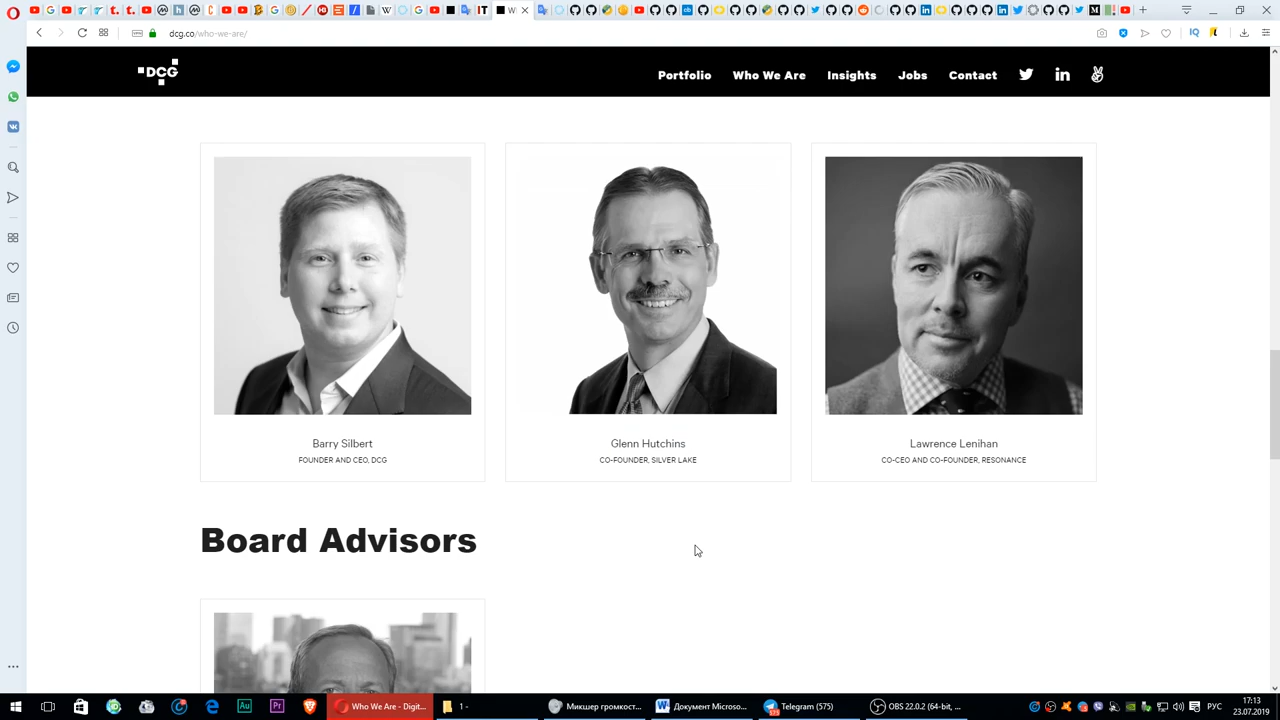 W
dcg.co/who-we-are/
IQ
DCG
Portfolio
Who We Are
Insights
Jobs
Contact
Barry Silbert
FOUNDER AND CEO, DCG
Glenn Hutchins
CO-FOUNDER, SILVER LAKE
Lawrence Lenihan
CO-CEO AND CO-FOUNDER, RESONANCE
Board Advisors
Who We Are - Digit...
1 -
Микшер громкост...
Документ Microso...
Telegram (575)
OBS 22.0.2 (64-bit, ...
РУС
17:13
23.07.2019